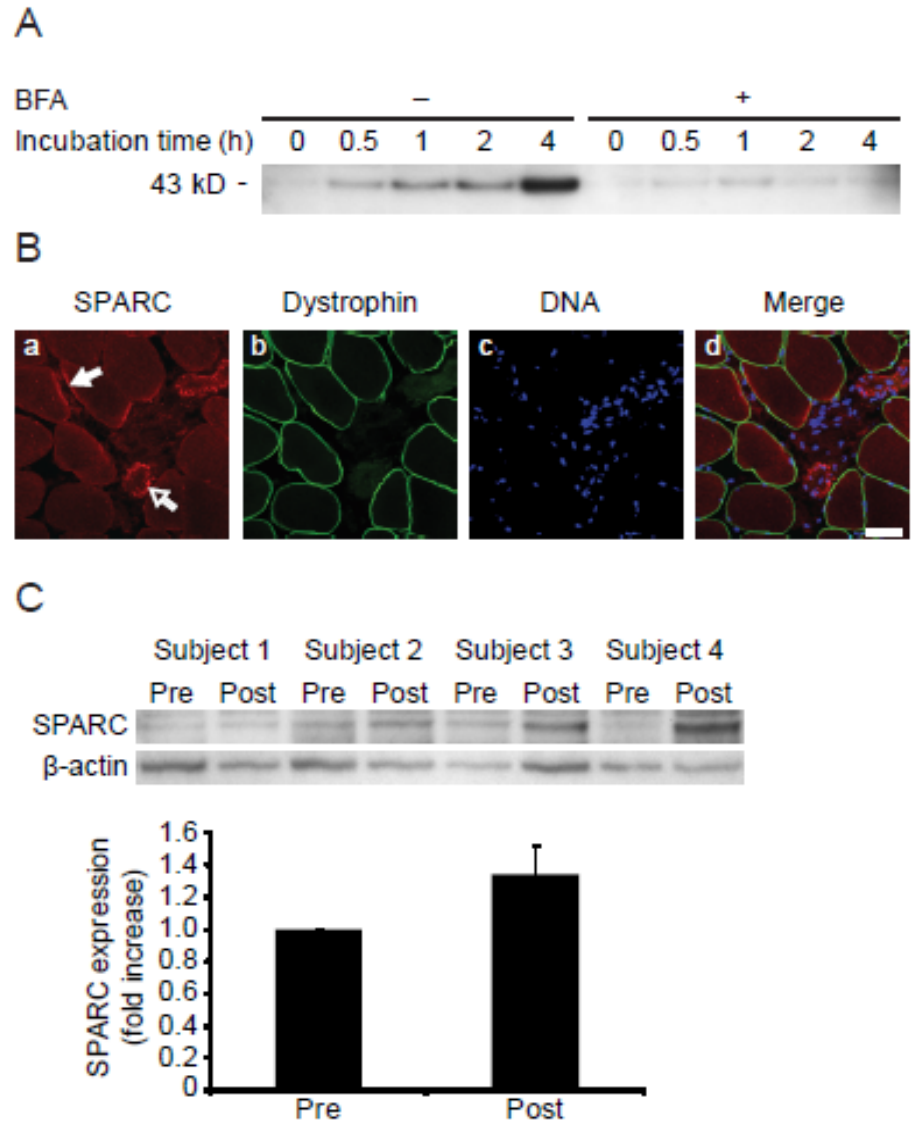 A
BFA – +
Incubation time (h) 0 0.5 1 2 4 0 0.5 1 2 4
43 kD -
B
SPARC Dystrophin DNA Merge
a b c d
C
Subject 1 Subject 2 Subject 3 Subject 4
Pre Post Pre Post Pre Post Pre Post
SPARC
β-actin
SPARC expression
(fold increase)
1.6
1.4
1.2
1.0
0.8
0.6
0.4
0.2
0
Pre Post